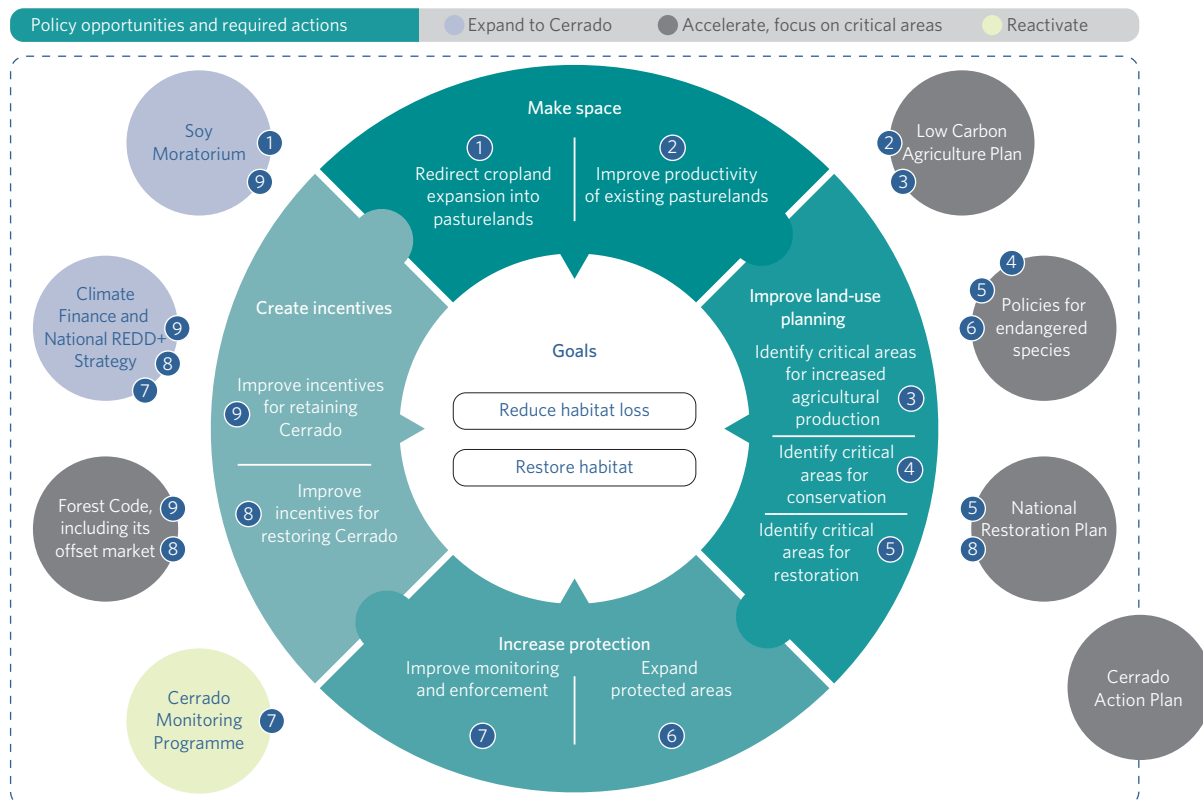 Policy opportunities and required actions
Expand to Cerrado
Accelerate, focus on critical areas
Reactivate
Soy
Moratorium
1
9
Climate
Finance and
National REDD+
Strategy
9
8
7
Forest Code,
including its
offset market
9
8
Cerrado
Monitoring
Programme
7
Make space
1
Redirect cropland
expansion into
pasturelands
2
Improve productivity
of existing pasturelands
Improve land-use
planning
Identify critical areas
for increased
agricultural
production
3
Identify critical
areas for
conservation
4
Identify critical
areas for
restoration
5
Increase protection
Expand
protected areas
6
Improve monitoring
and enforcement
7
Create incentives
Improve incentives
for retaining
Cerrado
9
Improve
incentives for
restoring Cerrado
8
Goals
Reduce habitat loss
Restore habitat
Low Carbon
Agriculture Plan
2
3
Policies for
endangered
species
4
5
6
National
Restoration Plan
5
8
Cerrado
Action Plan